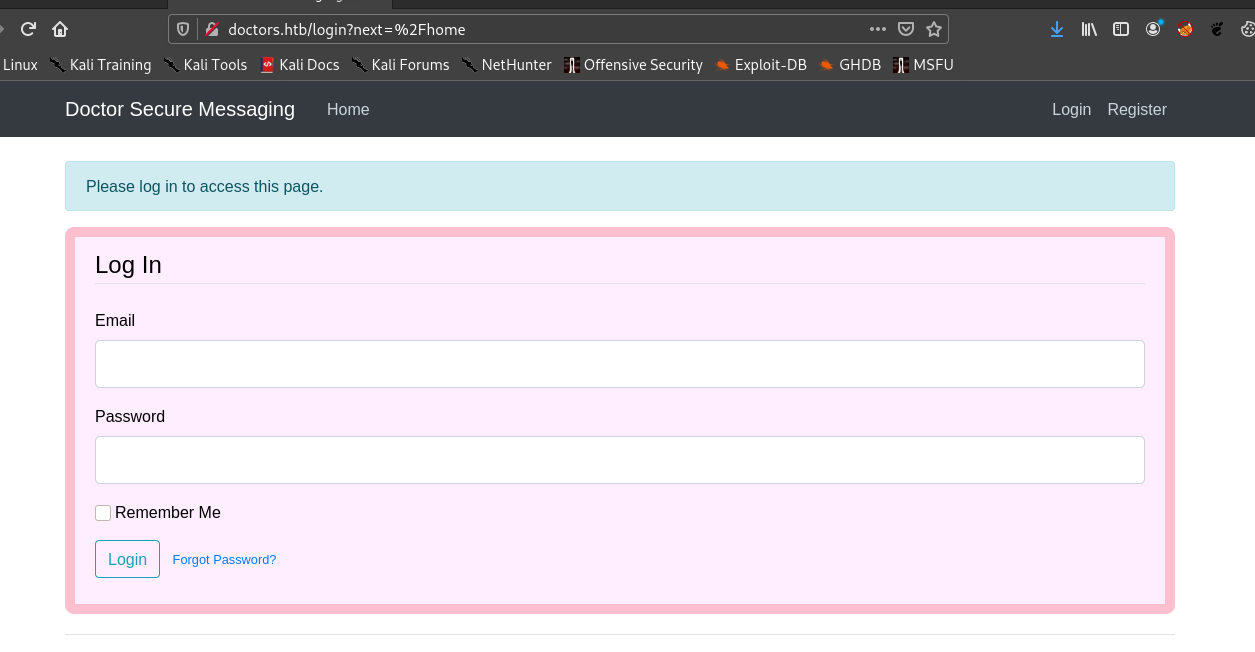 doctors.htb/login?next=%2Fhome
Linux Kali Training Kali Tools Kali Docs Kali Forums NetHunter Offensive Security Exploit-DB GHDB MSFU
Doctor Secure Messaging Home Login Register
Please log in to access this page.
Log In
Email
Password
Remember Me
Login Forgot Password?